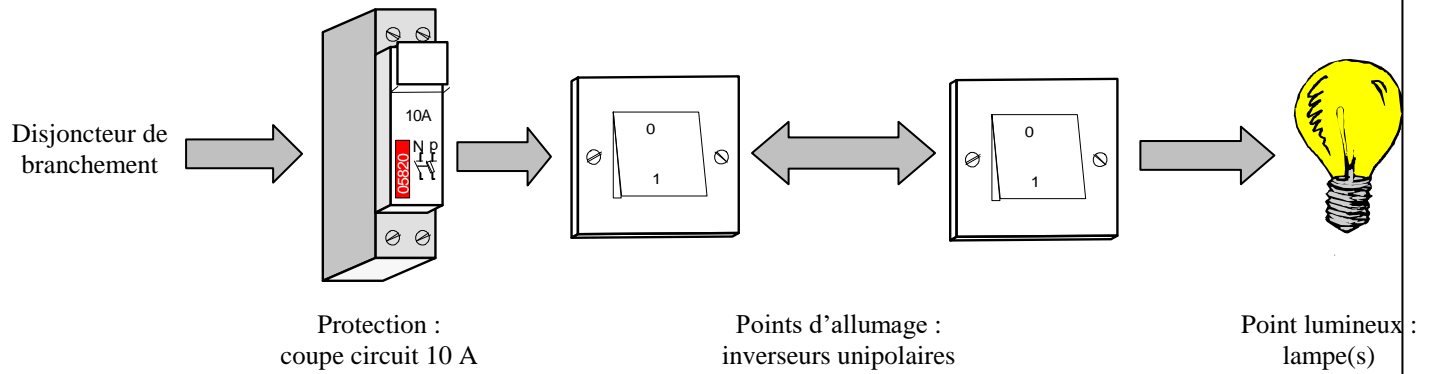 Disjoncteur de
branchement
10A
N P
05820
0
1
0
1
Protection :
coupe circuit 10 A
Points d’allumage :
inverseurs unipolaires
Point lumineux :
lampe(s)